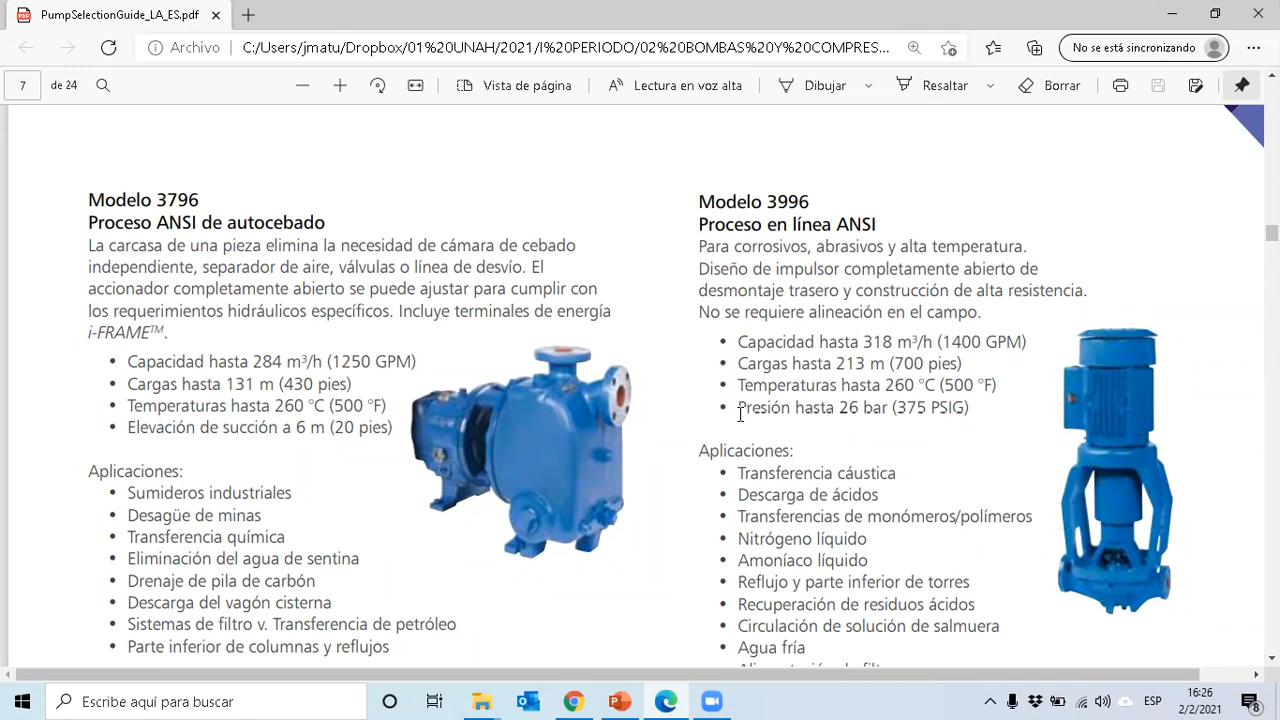 PumpSelectionGuide_LA_ES.pdf
Archivo
C:/Users/jmatu/Dropbox/01%20UNAH/2021/I%20PERIODO/02%20BOMBAS%20Y%20COMPRES...
No se está sincronizando
7 de 24
Vista de página
Lectura en voz alta
Dibujar
Resaltar
Borrar
Modelo 3796
Proceso ANSI de autocebado
La carcasa de una pieza elimina la necesidad de cámara de cebado
independiente, separador de aire, válvulas o línea de desvío. El
accionador completamente abierto se puede ajustar para cumplir con
los requerimientos hidráulicos específicos. Incluye terminales de energía
i-FRAME™.
• Capacidad hasta 284 m³/h (1250 GPM)
• Cargas hasta 131 m (430 pies)
• Temperaturas hasta 260 °C (500 °F)
• Elevación de succión a 6 m (20 pies)
Aplicaciones:
• Sumideros industriales
• Desagüe de minas
• Transferencia química
• Eliminación del agua de sentina
• Drenaje de pila de carbón
• Descarga del vagón cisterna
• Sistemas de filtro v. Transferencia de petróleo
• Parte inferior de columnas y reflujos
Modelo 3996
Proceso en línea ANSI
Para corrosivos, abrasivos y alta temperatura.
Diseño de impulsor completamente abierto de
desmontaje trasero y construcción de alta resistencia.
No se requiere alineación en el campo.
• Capacidad hasta 318 m³/h (1400 GPM)
• Cargas hasta 213 m (700 pies)
• Temperaturas hasta 260 °C (500 °F)
• Presión hasta 26 bar (375 PSIG)
Aplicaciones:
• Transferencia cáustica
• Descarga de ácidos
• Transferencias de monómeros/polímeros
• Nitrógeno líquido
• Amoníaco líquido
• Reflujo y parte inferior de torres
• Recuperación de residuos ácidos
• Circulación de solución de salmuera
• Agua fría
Escribe aquí para buscar
ESP
16:26
2/2/2021
8